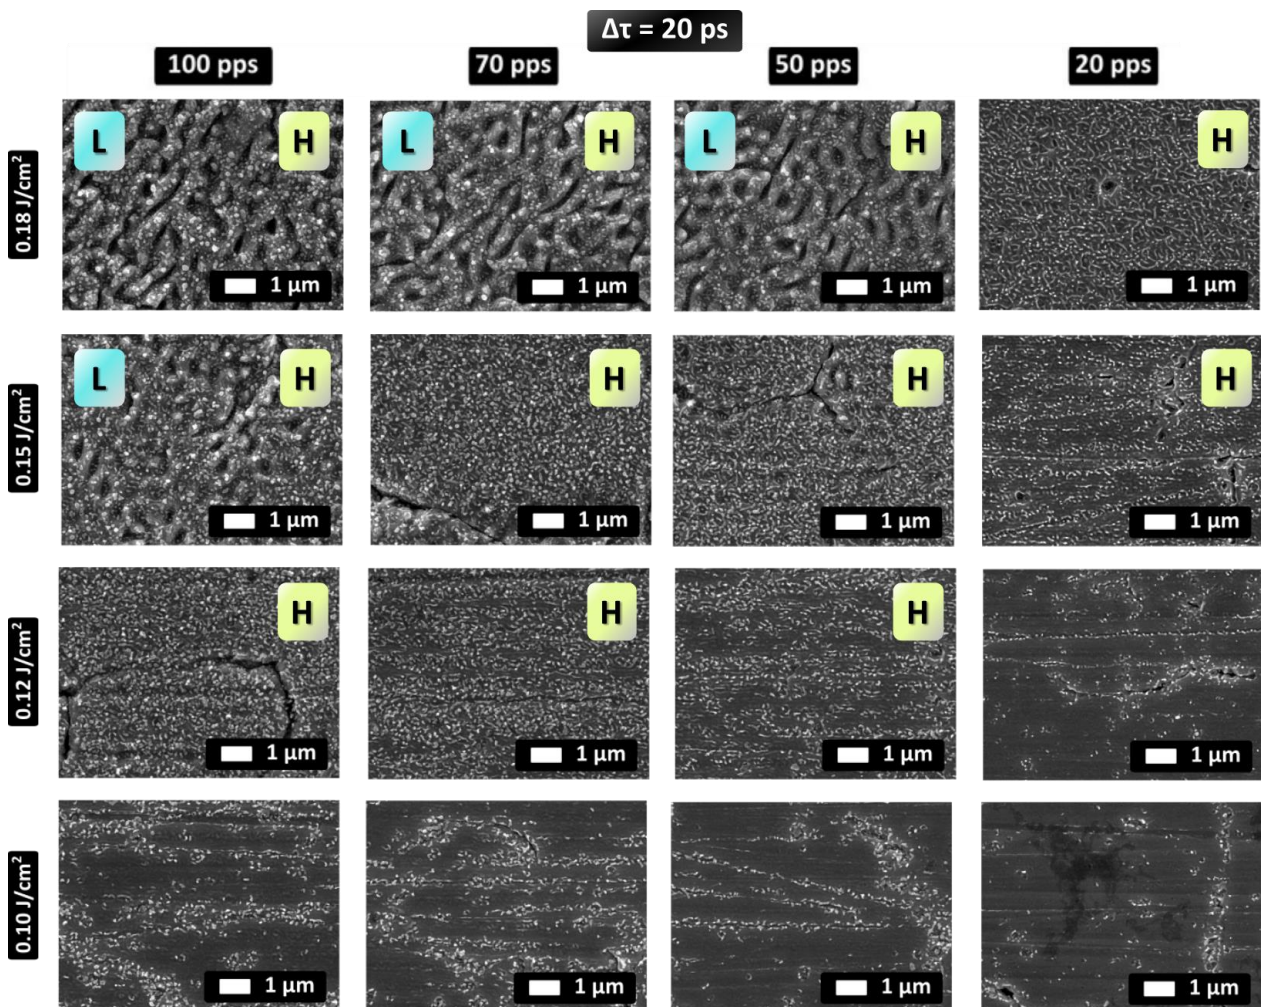 Δτ = 20 ps
100 pps 70 pps 50 pps 20 pps
0.18 J/cm²
L H L H L H H
1 μm 1 μm 1 μm 1 μm
0.15 J/cm²
L H H H H
1 μm 1 μm 1 μm 1 μm
0.12 J/cm²
H H H
1 μm 1 μm 1 μm 1 μm
0.10 J/cm²
1 μm 1 μm 1 μm 1 μm